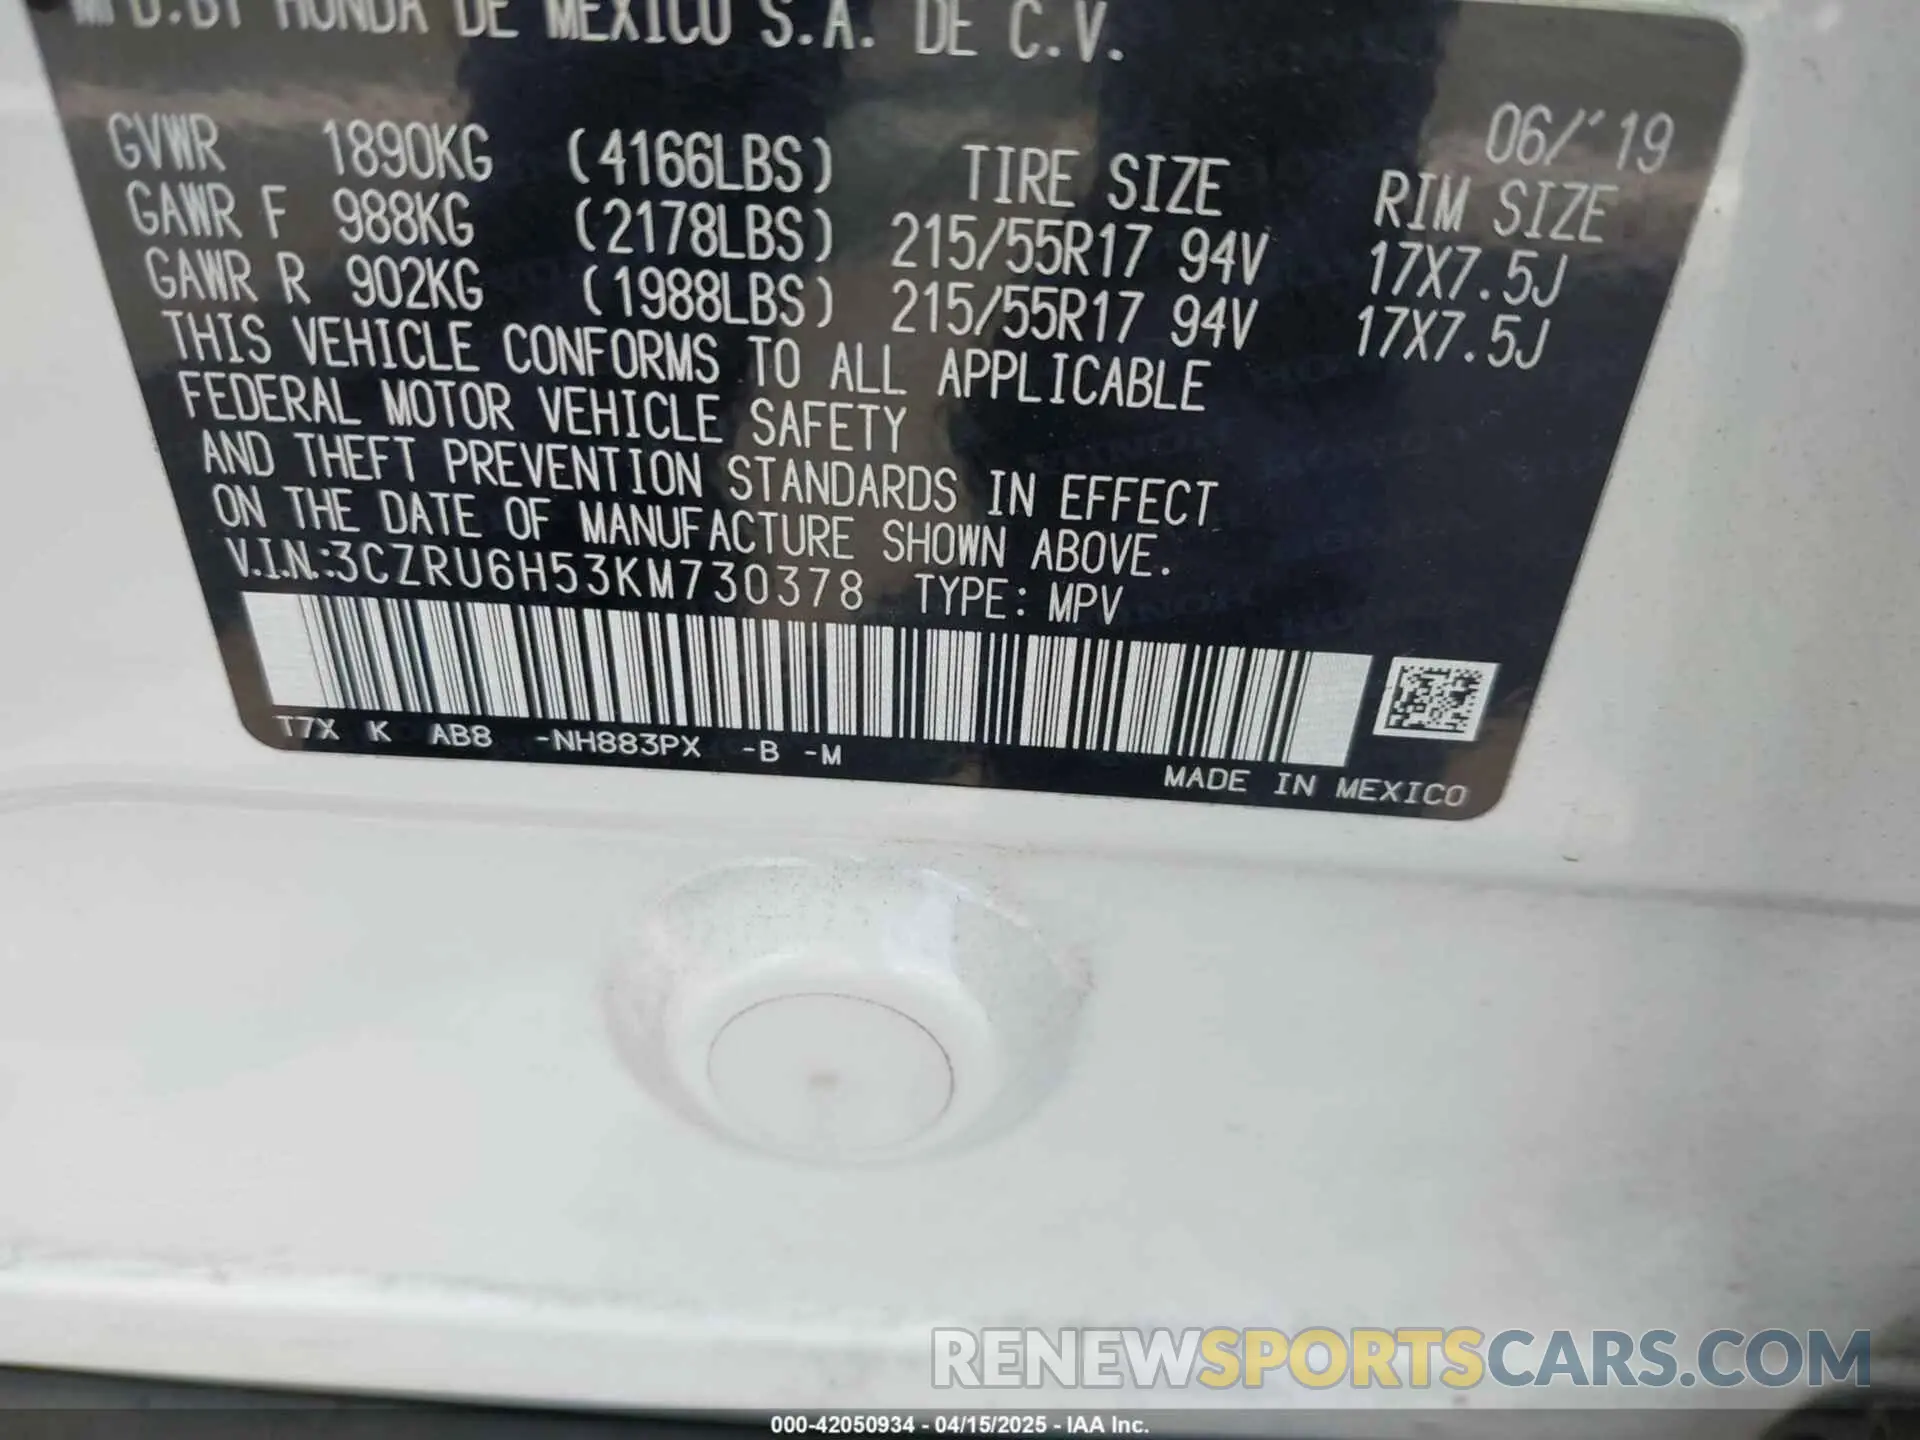 MFD.BY HONDA DE MEXICO S.A. DE C.V.
06/'19
GVWR 1890KG (4166LBS) TIRE SIZE RIM SIZE
GAWR F 988KG (2178LBS) 215/55R17 94V 17X7.5J
GAWR R 902KG (1988LBS) 215/55R17 94V 17X7.5J
THIS VEHICLE CONFORMS TO ALL APPLICABLE
FEDERAL MOTOR VEHICLE SAFETY
AND THEFT PREVENTION STANDARDS IN EFFECT
ON THE DATE OF MANUFACTURE SHOWN ABOVE.
V.I.N.:3CZRU6H53KM730378 TYPE: MPV
T7X K AB8 -NH883PX -B -M
MADE IN MEXICO
RENEWSPORTSCARS.COM
000-42050934 - 04/15/2025 - IAA Inc.